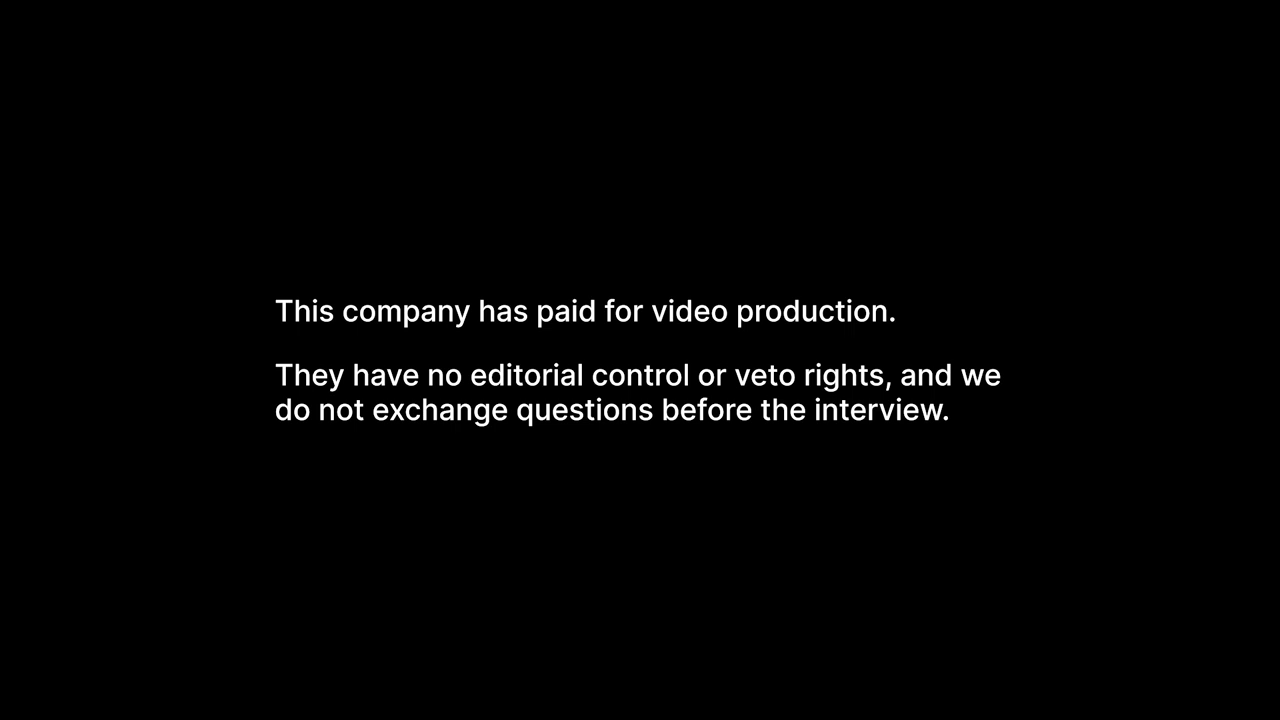 This company has paid for video production.
They have no editorial control or veto rights, and we
do not exchange questions before the interview.